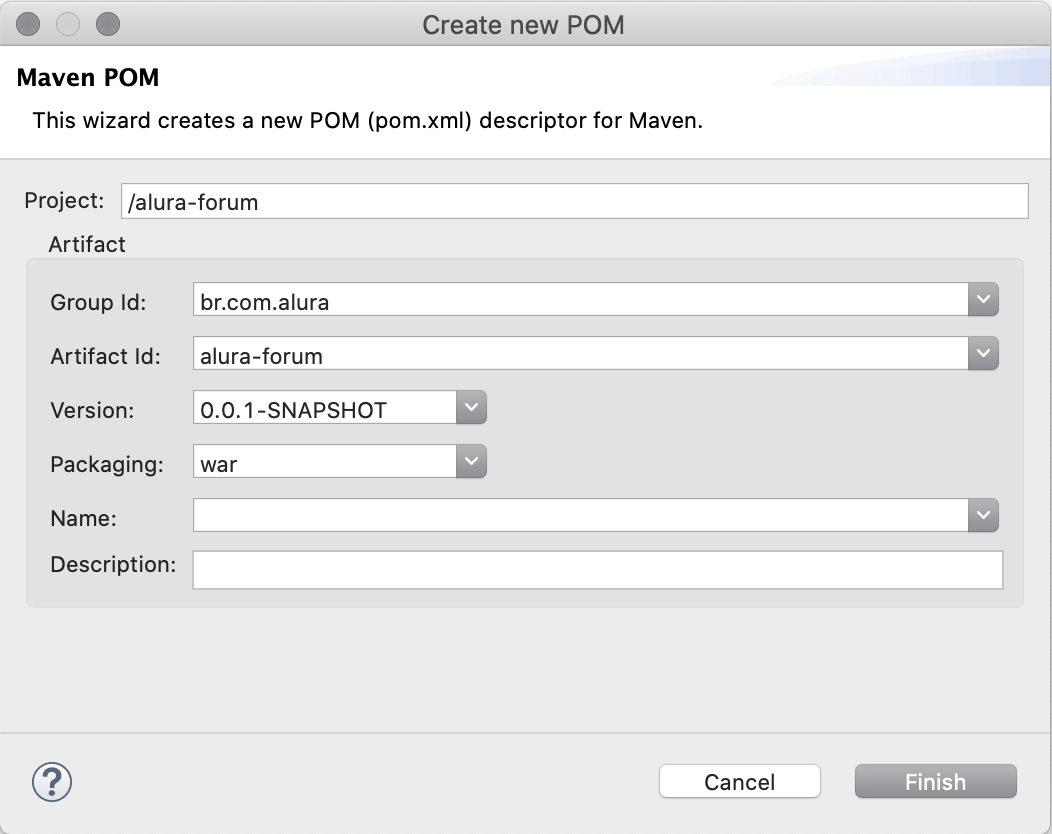 Create new POM
Maven POM
This wizard creates a new POM (pom.xml) descriptor for Maven.
Project: /alura-forum
Artifact
Group Id: br.com.alura
Artifact Id: alura-forum
Version: 0.0.1-SNAPSHOT
Packaging: war
Name:
Description:
? Cancel Finish